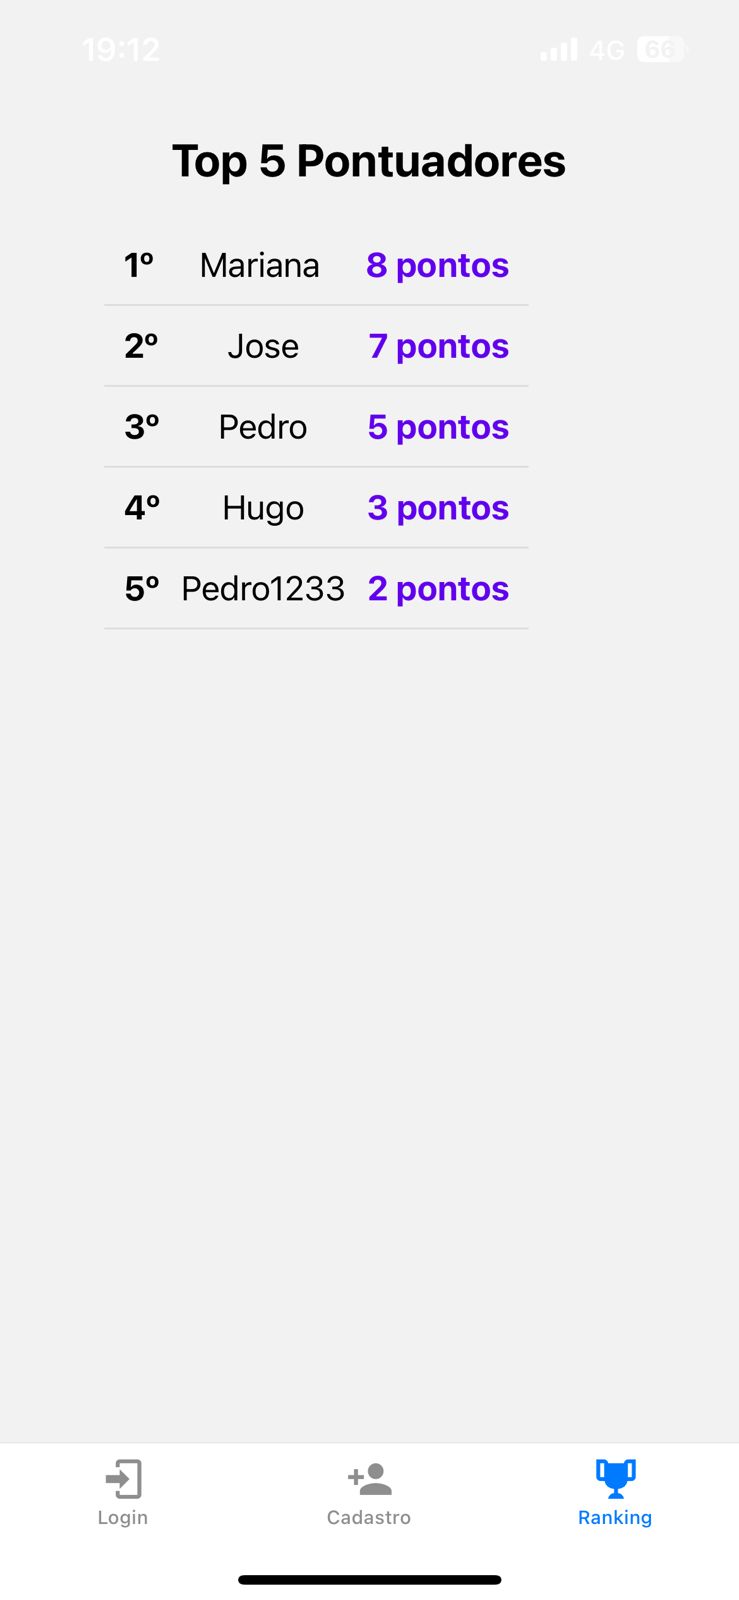 19:12 4G 66
Top 5 Pontuadores
1º Mariana 8 pontos
2º Jose 7 pontos
3º Pedro 5 pontos
4º Hugo 3 pontos
5º Pedro1233 2 pontos
Login Cadastro Ranking